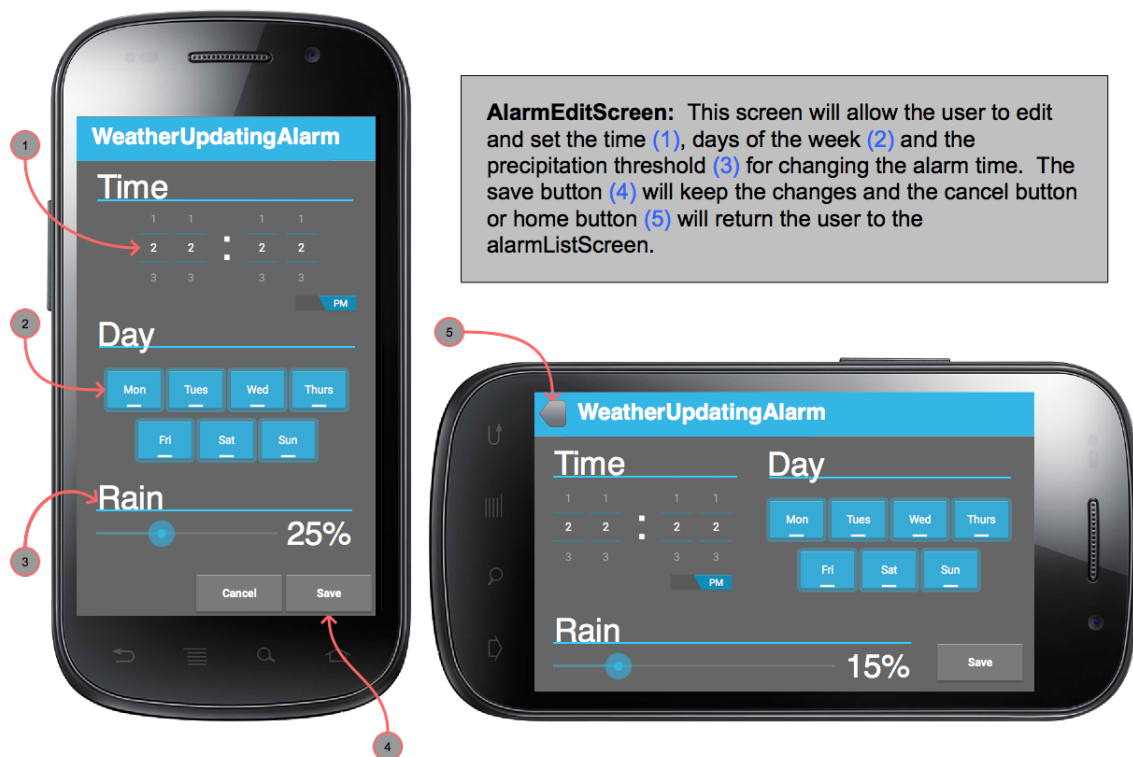 WeatherUpdatingAlarm
1
Time
1 1 1 1
2 2 : 2 2
3 3 3 3
PM
2
Day
Mon Tues Wed Thurs
Fri Sat Sun
Rain
3
25%
Cancel Save
4
AlarmEditScreen: This screen will allow the user to edit
and set the time (1), days of the week (2) and the
precipitation threshold (3) for changing the alarm time. The
save button (4) will keep the changes and the cancel button
or home button (5) will return the user to the
alarmListScreen.
5
WeatherUpdatingAlarm
Time
1 1 1 1
2 2 : 2 2
3 3 3 3
PM
Day
Mon Tues Wed Thurs
Fri Sat Sun
Rain
15%
Save